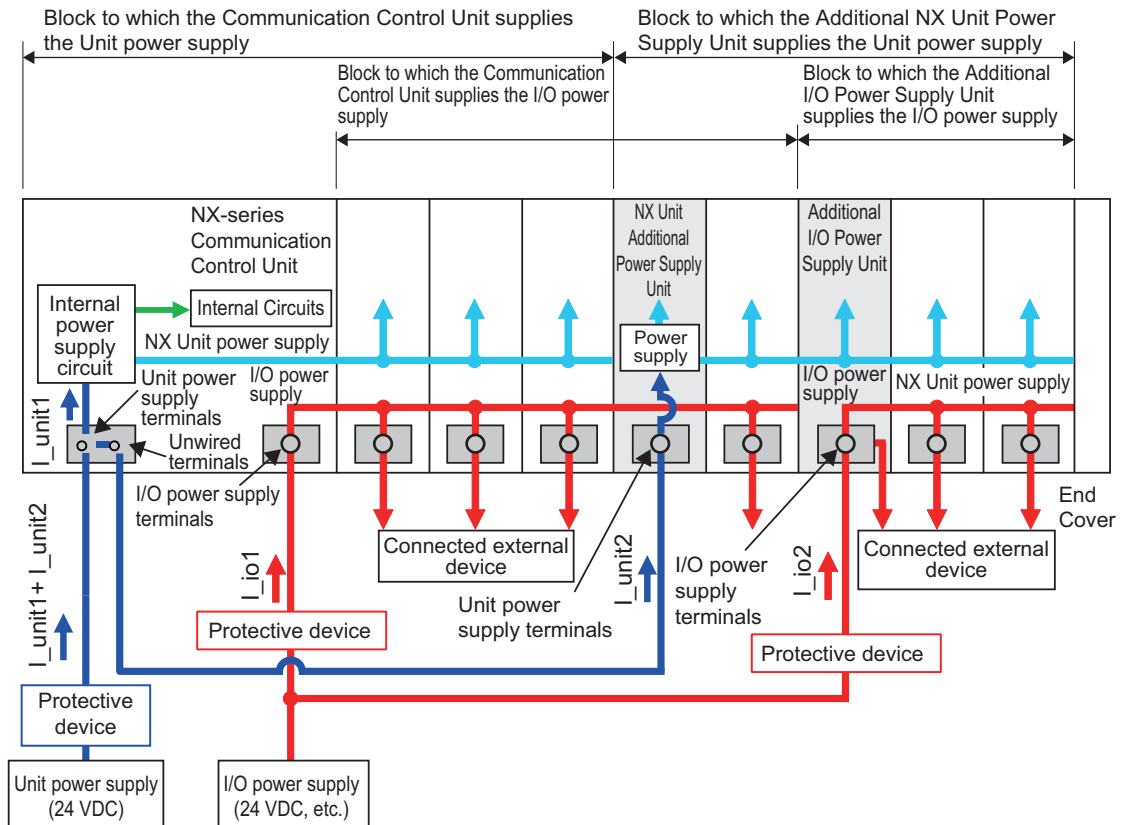 Block to which the Communication Control Unit supplies
the Unit power supply
Block to which the Additional NX Unit Power
Supply Unit supplies the Unit power supply
Block to which the Communication
Control Unit supplies the I/O power
supply
Block to which the Additional
I/O Power Supply Unit
supplies the I/O power supply
NX-series
Communication
Control Unit
NX Unit
Additional
Power Supply
Unit
Additional
I/O Power
Supply Unit
Internal
power
supply
circuit
Internal Circuits
NX Unit power supply
Power
supply
I/O power
supply
I/O power
supply
NX Unit power supply
I_unit1
Unit power
supply
terminals
Unwired
terminals
I/O power supply
terminals
End
Cover
I_unit1+ I_unit2
I_io1
Connected external
device
I_unit2
Unit power
supply terminals
I/O power
supply
terminals
I_io2
Connected external
device
Protective device
Protective device
Protective
device
Unit power supply
(24 VDC)
I/O power supply
(24 VDC, etc.)